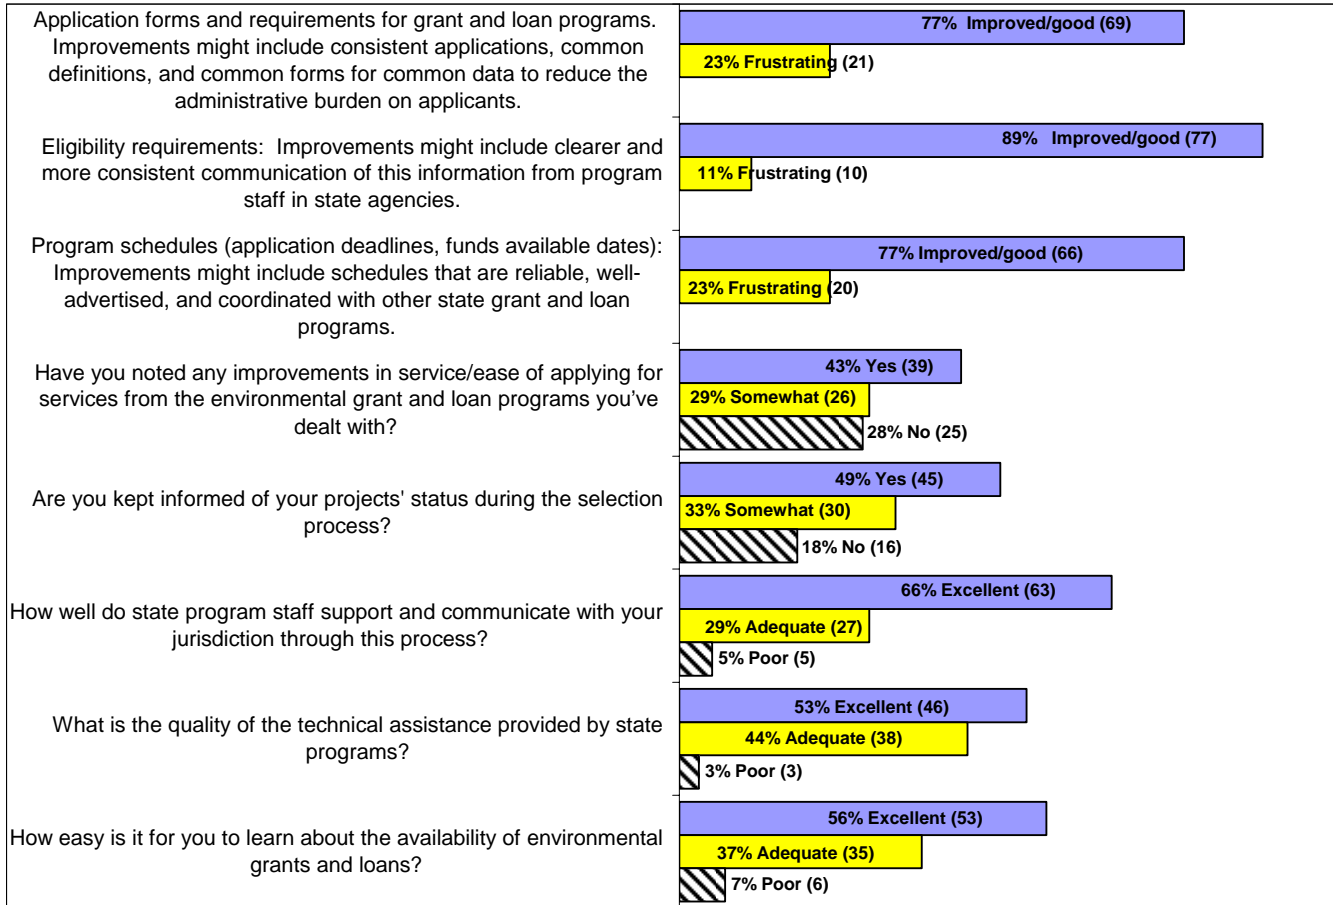 Application forms and requirements for grant and loan programs.
Improvements might include consistent applications, common
definitions, and common forms for common data to reduce the
administrative burden on applicants.
77% Improved/good (69)
23% Frustrating (21)
Eligibility requirements: Improvements might include clearer and
more consistent communication of this information from program
staff in state agencies.
89% Improved/good (77)
11% Frustrating (10)
Program schedules (application deadlines, funds available dates):
Improvements might include schedules that are reliable, well-
advertised, and coordinated with other state grant and loan
programs.
77% Improved/good (66)
23% Frustrating (20)
Have you noted any improvements in service/ease of applying for
services from the environmental grant and loan programs you’ve
dealt with?
43% Yes (39)
29% Somewhat (26)
28% No (25)
Are you kept informed of your projects' status during the selection
process?
49% Yes (45)
33% Somewhat (30)
18% No (16)
How well do state program staff support and communicate with your
jurisdiction through this process?
66% Excellent (63)
29% Adequate (27)
5% Poor (5)
What is the quality of the technical assistance provided by state
programs?
53% Excellent (46)
44% Adequate (38)
3% Poor (3)
How easy is it for you to learn about the availability of environmental
grants and loans?
56% Excellent (53)
37% Adequate (35)
7% Poor (6)